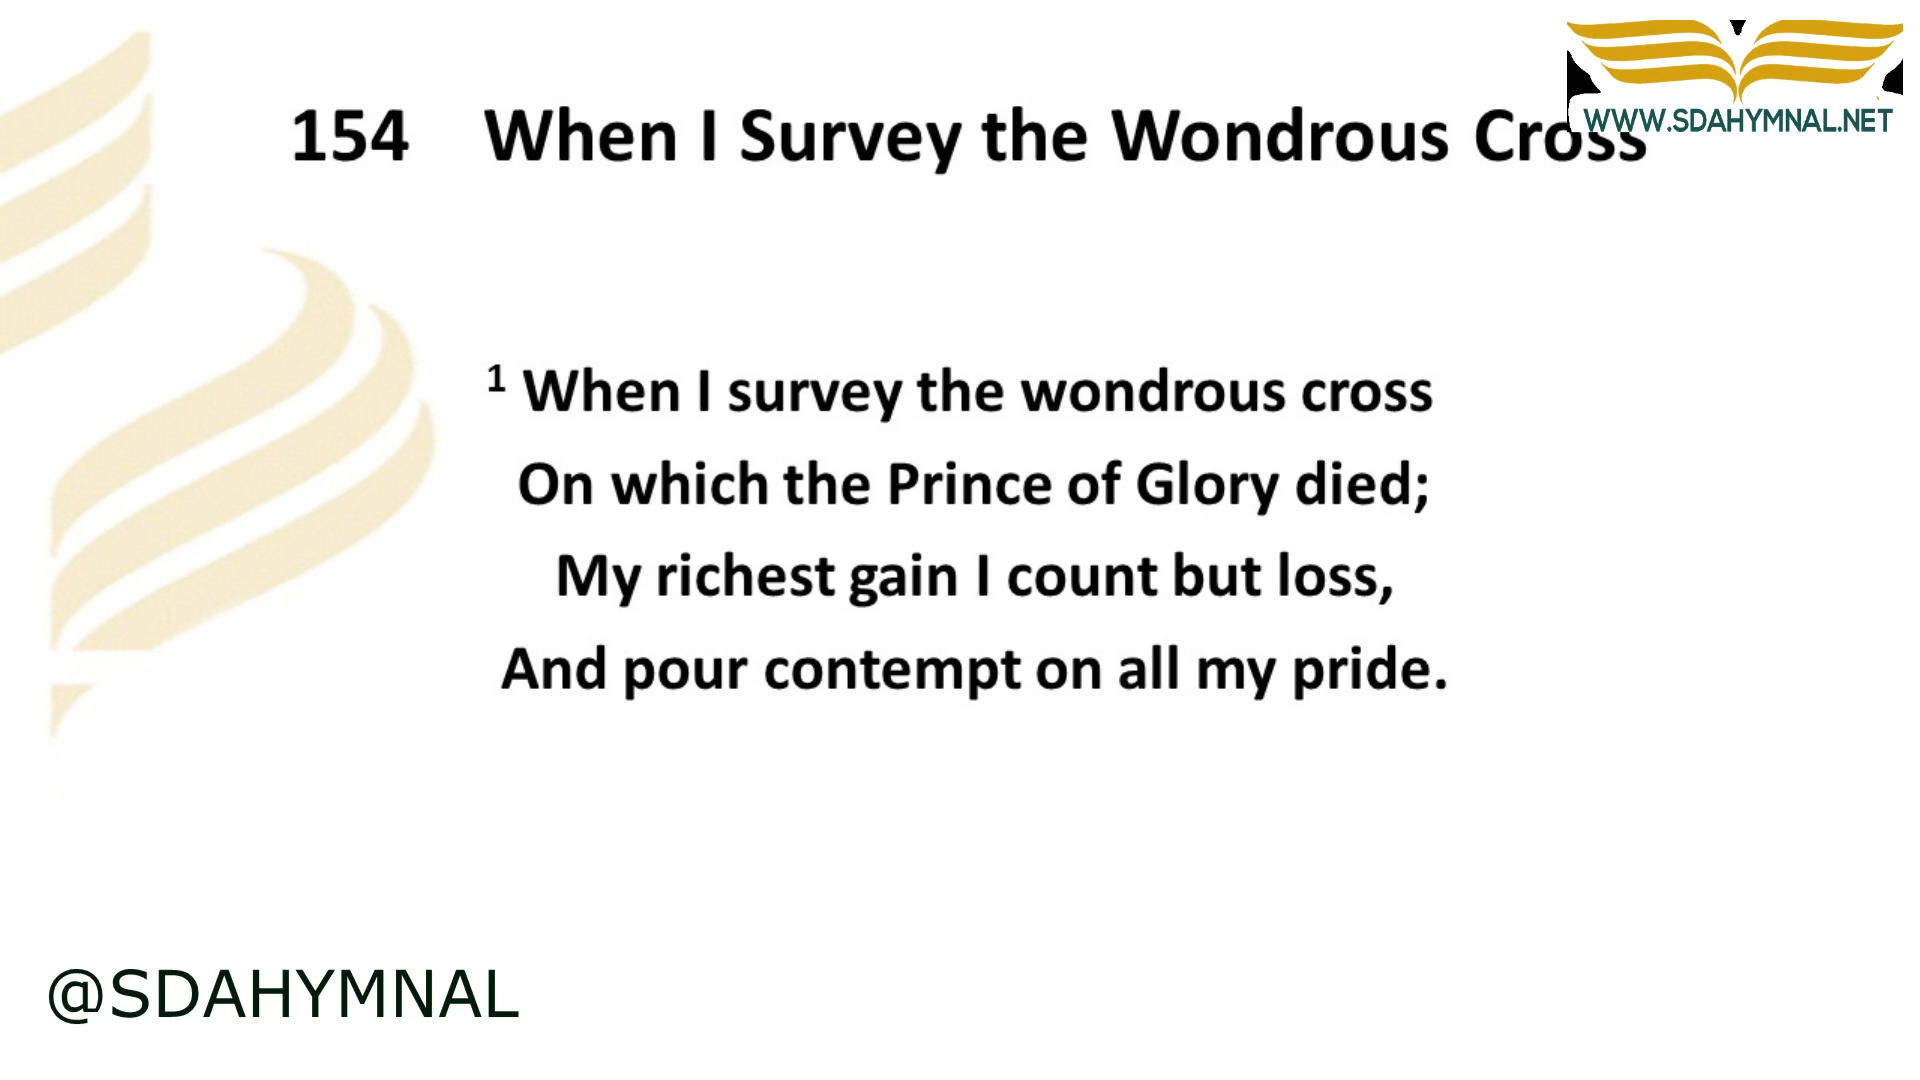 154 When I Survey the Wondrous Cross
WWW.SDAHYMNAL.NET
1 When I survey the wondrous cross
On which the Prince of Glory died;
My richest gain I count but loss,
And pour contempt on all my pride.
@SDAHYMNAL